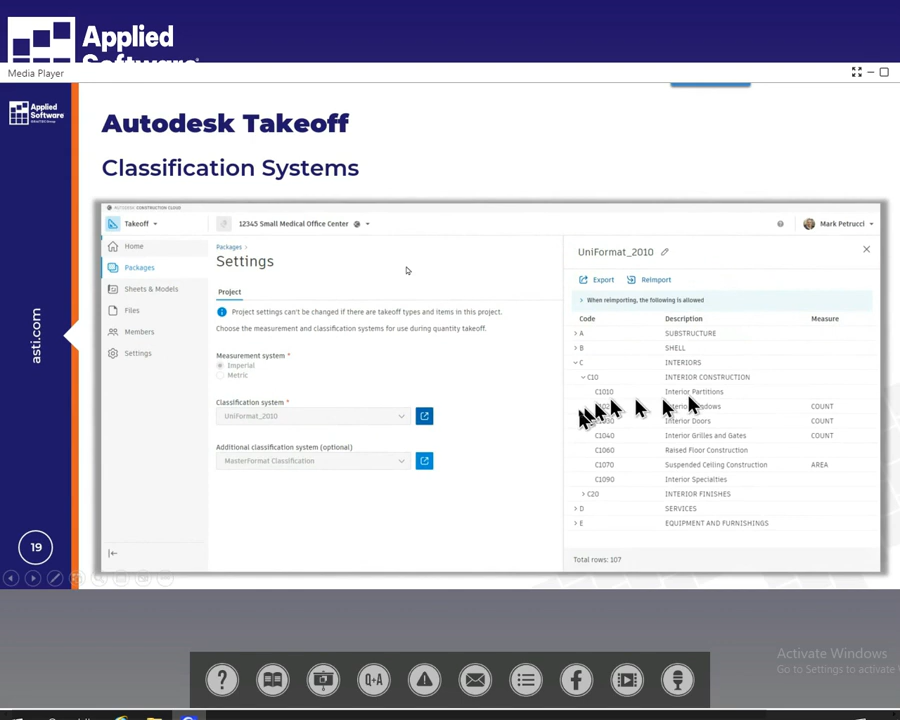 Applied
Software
Media Player
Applied
Software
Autodesk Takeoff
Classification Systems
AUTODESK CONSTRUCTION CLOUD
Takeoff
12345 Small Medical Office Center
Mark Petrucci
Home
Packages
Sheets & Models
Files
Members
Settings
Packages >
Settings
Project
Project settings can't be changed if there are takeoff types and items in this project.
Choose the measurement and classification systems for use during quantity takeoff.
Measurement system *
Imperial
Metric
Classification system *
UniFormat_2010
Additional classification system (optional)
MasterFormat Classification
UniFormat_2010
Export
Reimport
When reimporting, the following is allowed
Code Description Measure
A SUBSTRUCTURE
B SHELL
C INTERIORS
C10 INTERIOR CONSTRUCTION
C1010 Interior Partitions
COUNT
Interior Doors COUNT
C1040 Interior Grilles and Gates COUNT
C1060 Raised Floor Construction
C1070 Suspended Ceiling Construction AREA
C1090 Interior Specialties
C20 INTERIOR FINISHES
D SERVICES
E EQUIPMENT AND FURNISHINGS
Total rows: 107
asti.com
19
Activate Windows
Go to Settings to activate
?
Q+A